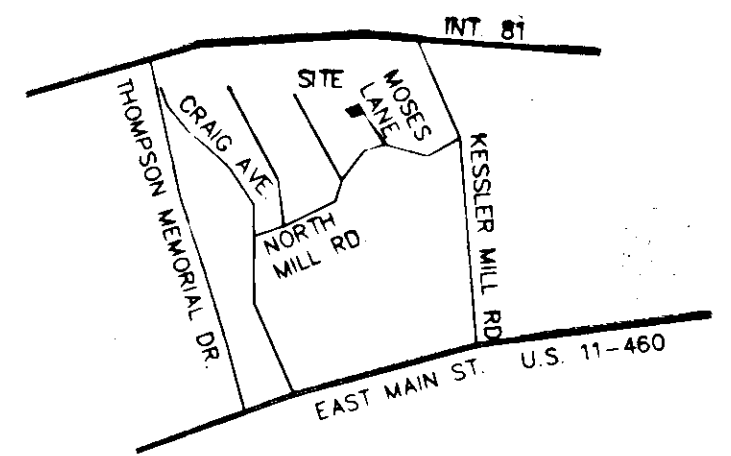 INT. 81
SITE
MOSES
LANE
CRAIG AVE.
THOMPSON MEMORIAL DR.
KESSLER MILL RD
NORTH
MILL RD.
EAST MAIN ST. U.S. 11-460